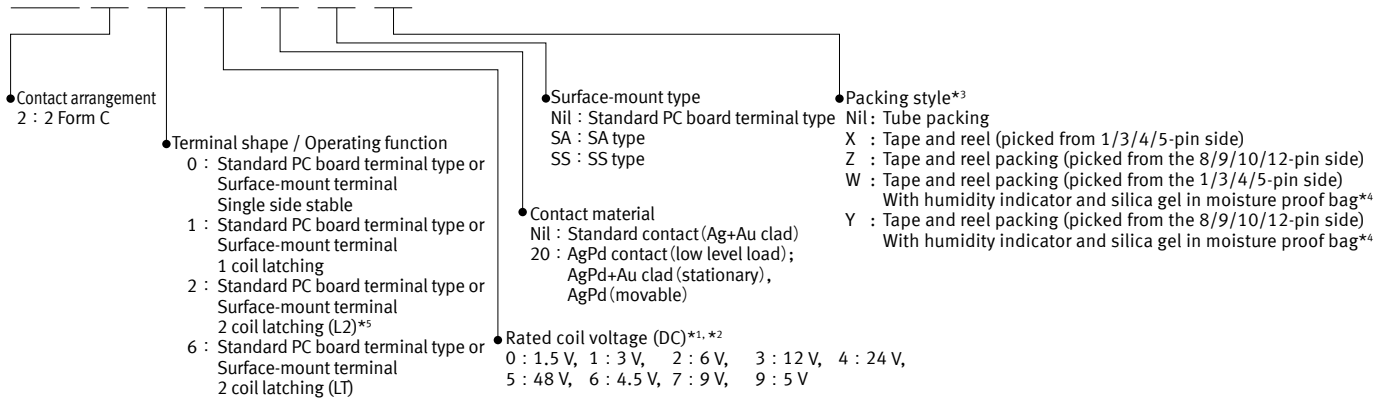 Contact arrangement
2 : 2 Form C
Terminal shape / Operating function
0 : Standard PC board terminal type or
Surface-mount terminal
Single side stable
1 : Standard PC board terminal type or
Surface-mount terminal
1 coil latching
2 : Standard PC board terminal type or
Surface-mount terminal
2 coil latching (L2)*5
6 : Standard PC board terminal type or
Surface-mount terminal
2 coil latching (LT)
Rated coil voltage (DC)*1, *2
0 : 1.5 V, 1 : 3 V, 2 : 6 V, 3 : 12 V, 4 : 24 V,
5 : 48 V, 6 : 4.5 V, 7 : 9 V, 9 : 5 V
Contact material
Nil : Standard contact (Ag+Au clad)
20 : AgPd contact (low level load);
AgPd+Au clad (stationary),
AgPd (movable)
Surface-mount type
Nil : Standard PC board terminal type
SA : SA type
SS : SS type
Packing style*3
Nil : Tube packing
X : Tape and reel (picked from 1/3/4/5-pin side)
Z : Tape and reel packing (picked from the 8/9/10/12-pin side)
W : Tape and reel packing (picked from the 1/3/4/5-pin side)
With humidity indicator and silica gel in moisture proof bag*4
Y : Tape and reel packing (picked from the 8/9/10/12-pin side)
With humidity indicator and silica gel in moisture proof bag*4